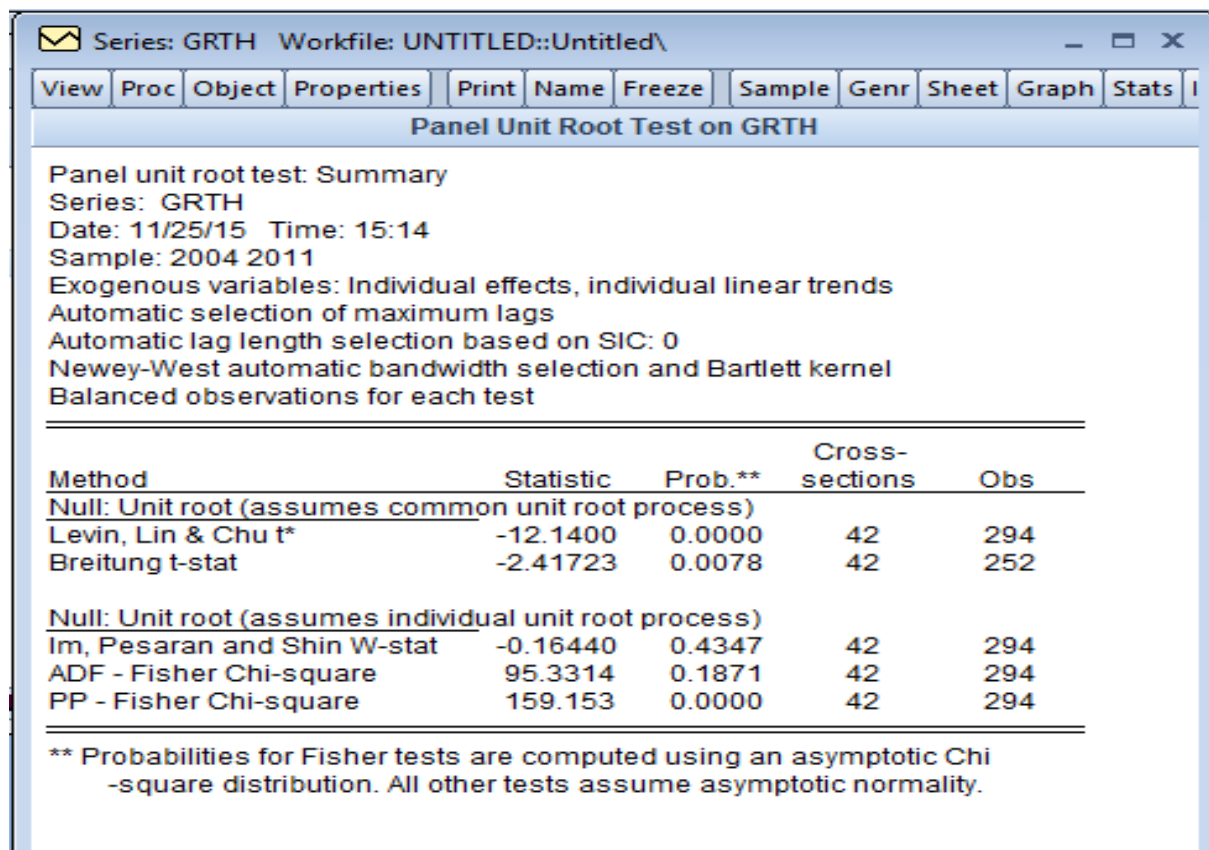 Series: GRTH Workfile: UNTITLED::Untitled\
View Proc Object Properties Print Name Freeze Sample Genr Sheet Graph Stats
Panel Unit Root Test on GRTH
Panel unit root test: Summary
Series: GRTH
Date: 11/25/15 Time: 15:14
Sample: 2004 2011
Exogenous variables: Individual effects, individual linear trends
Automatic selection of maximum lags
Automatic lag length selection based on SIC: 0
Newey-West automatic bandwidth selection and Bartlett kernel
Balanced observations for each test
Cross-
Method Statistic Prob.** sections Obs
Null: Unit root (assumes common unit root process)
Levin, Lin & Chu t* -12.1400 0.0000 42 294
Breitung t-stat -2.41723 0.0078 42 252
Null: Unit root (assumes individual unit root process)
Im, Pesaran and Shin W-stat -0.16440 0.4347 42 294
ADF - Fisher Chi-square 95.3314 0.1871 42 294
PP - Fisher Chi-square 159.153 0.0000 42 294
** Probabilities for Fisher tests are computed using an asymptotic Chi
-square distribution. All other tests assume asymptotic normality.